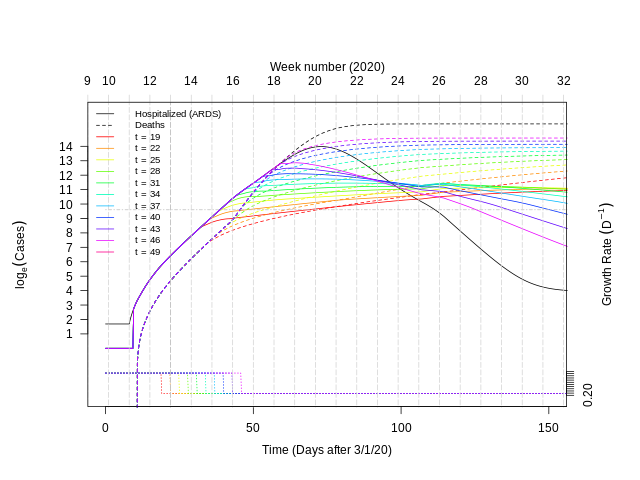 Week number (2020)
9 10 12 14 16 18 20 22 24 26 28 30 32
Hospitalized (ARDS)
Deaths
t = 19
t = 22
t = 25
t = 28
t = 31
t = 34
t = 37
t = 40
t = 43
t = 46
t = 49
14
13
12
11
10
9
8
7
6
5
4
3
2
1
logₑ(Cases)
Growth Rate (D⁻¹)
0.20
0 50 100 150
Time (Days after 3/1/20)